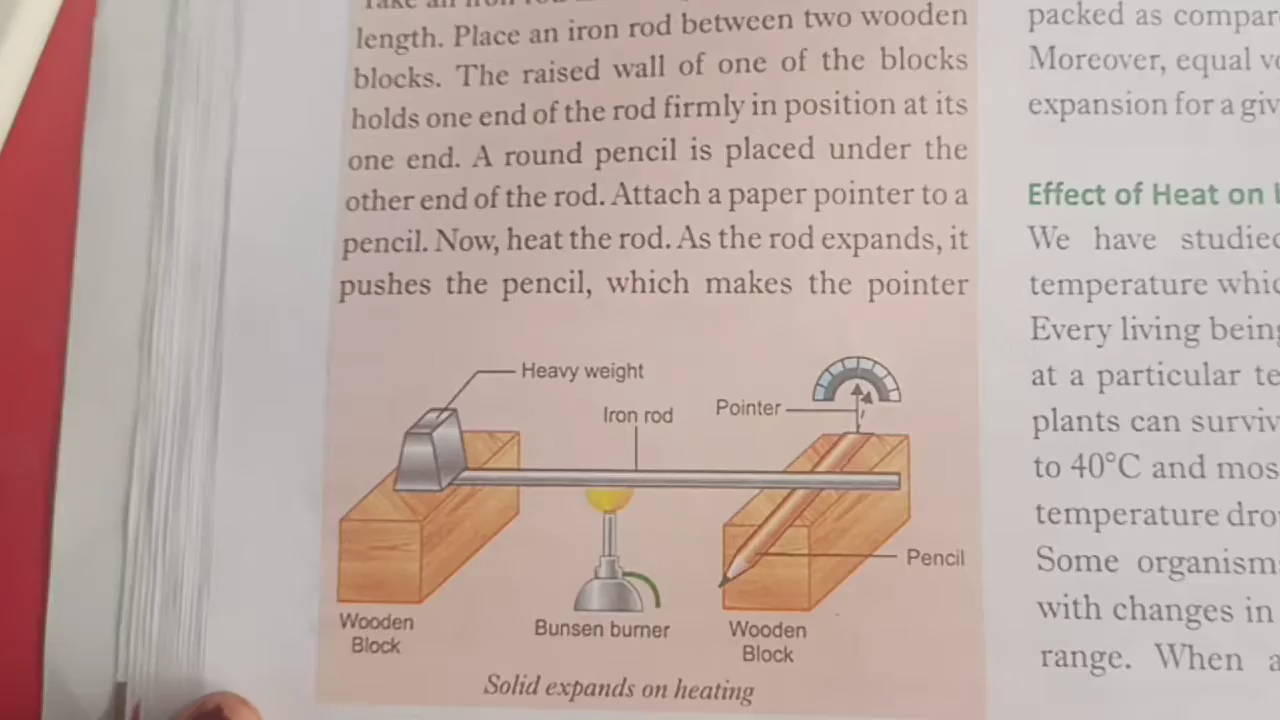 length. Place an iron rod between two wooden
blocks. The raised wall of one of the blocks
holds one end of the rod firmly in position at its
one end. A round pencil is placed under the
other end of the rod. Attach a paper pointer to a
pencil. Now, heat the rod. As the rod expands, it
pushes the pencil, which makes the pointer
Heavy weight
Iron rod
Pointer
Pencil
Wooden
Block
Bunsen burner
Wooden
Block
Solid expands on heating
packed as compar
Moreover, equal vo
expansion for a giv
Effect of Heat on
We have studied
temperature whic
Every living being
at a particular te
plants can surviv
to 40°C and mos
temperature dro
Some organism
with changes in
range. When a